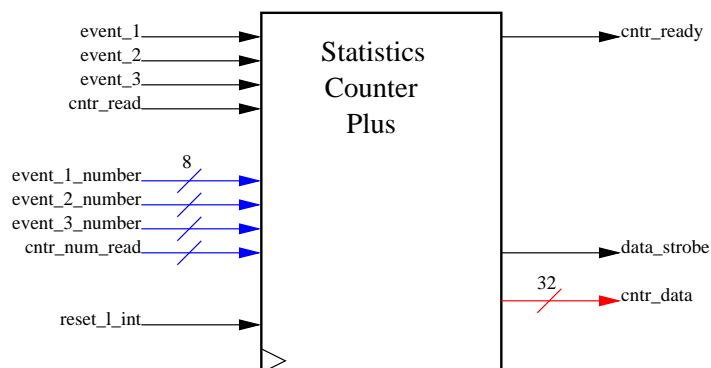 event_1
event_2
event_3
cntr_read
Statistics
Counter
Plus
cntr_ready
8
event_1_number
event_2_number
event_3_number
cntr_num_read
data_strobe
32
cntr_data
reset_l_int